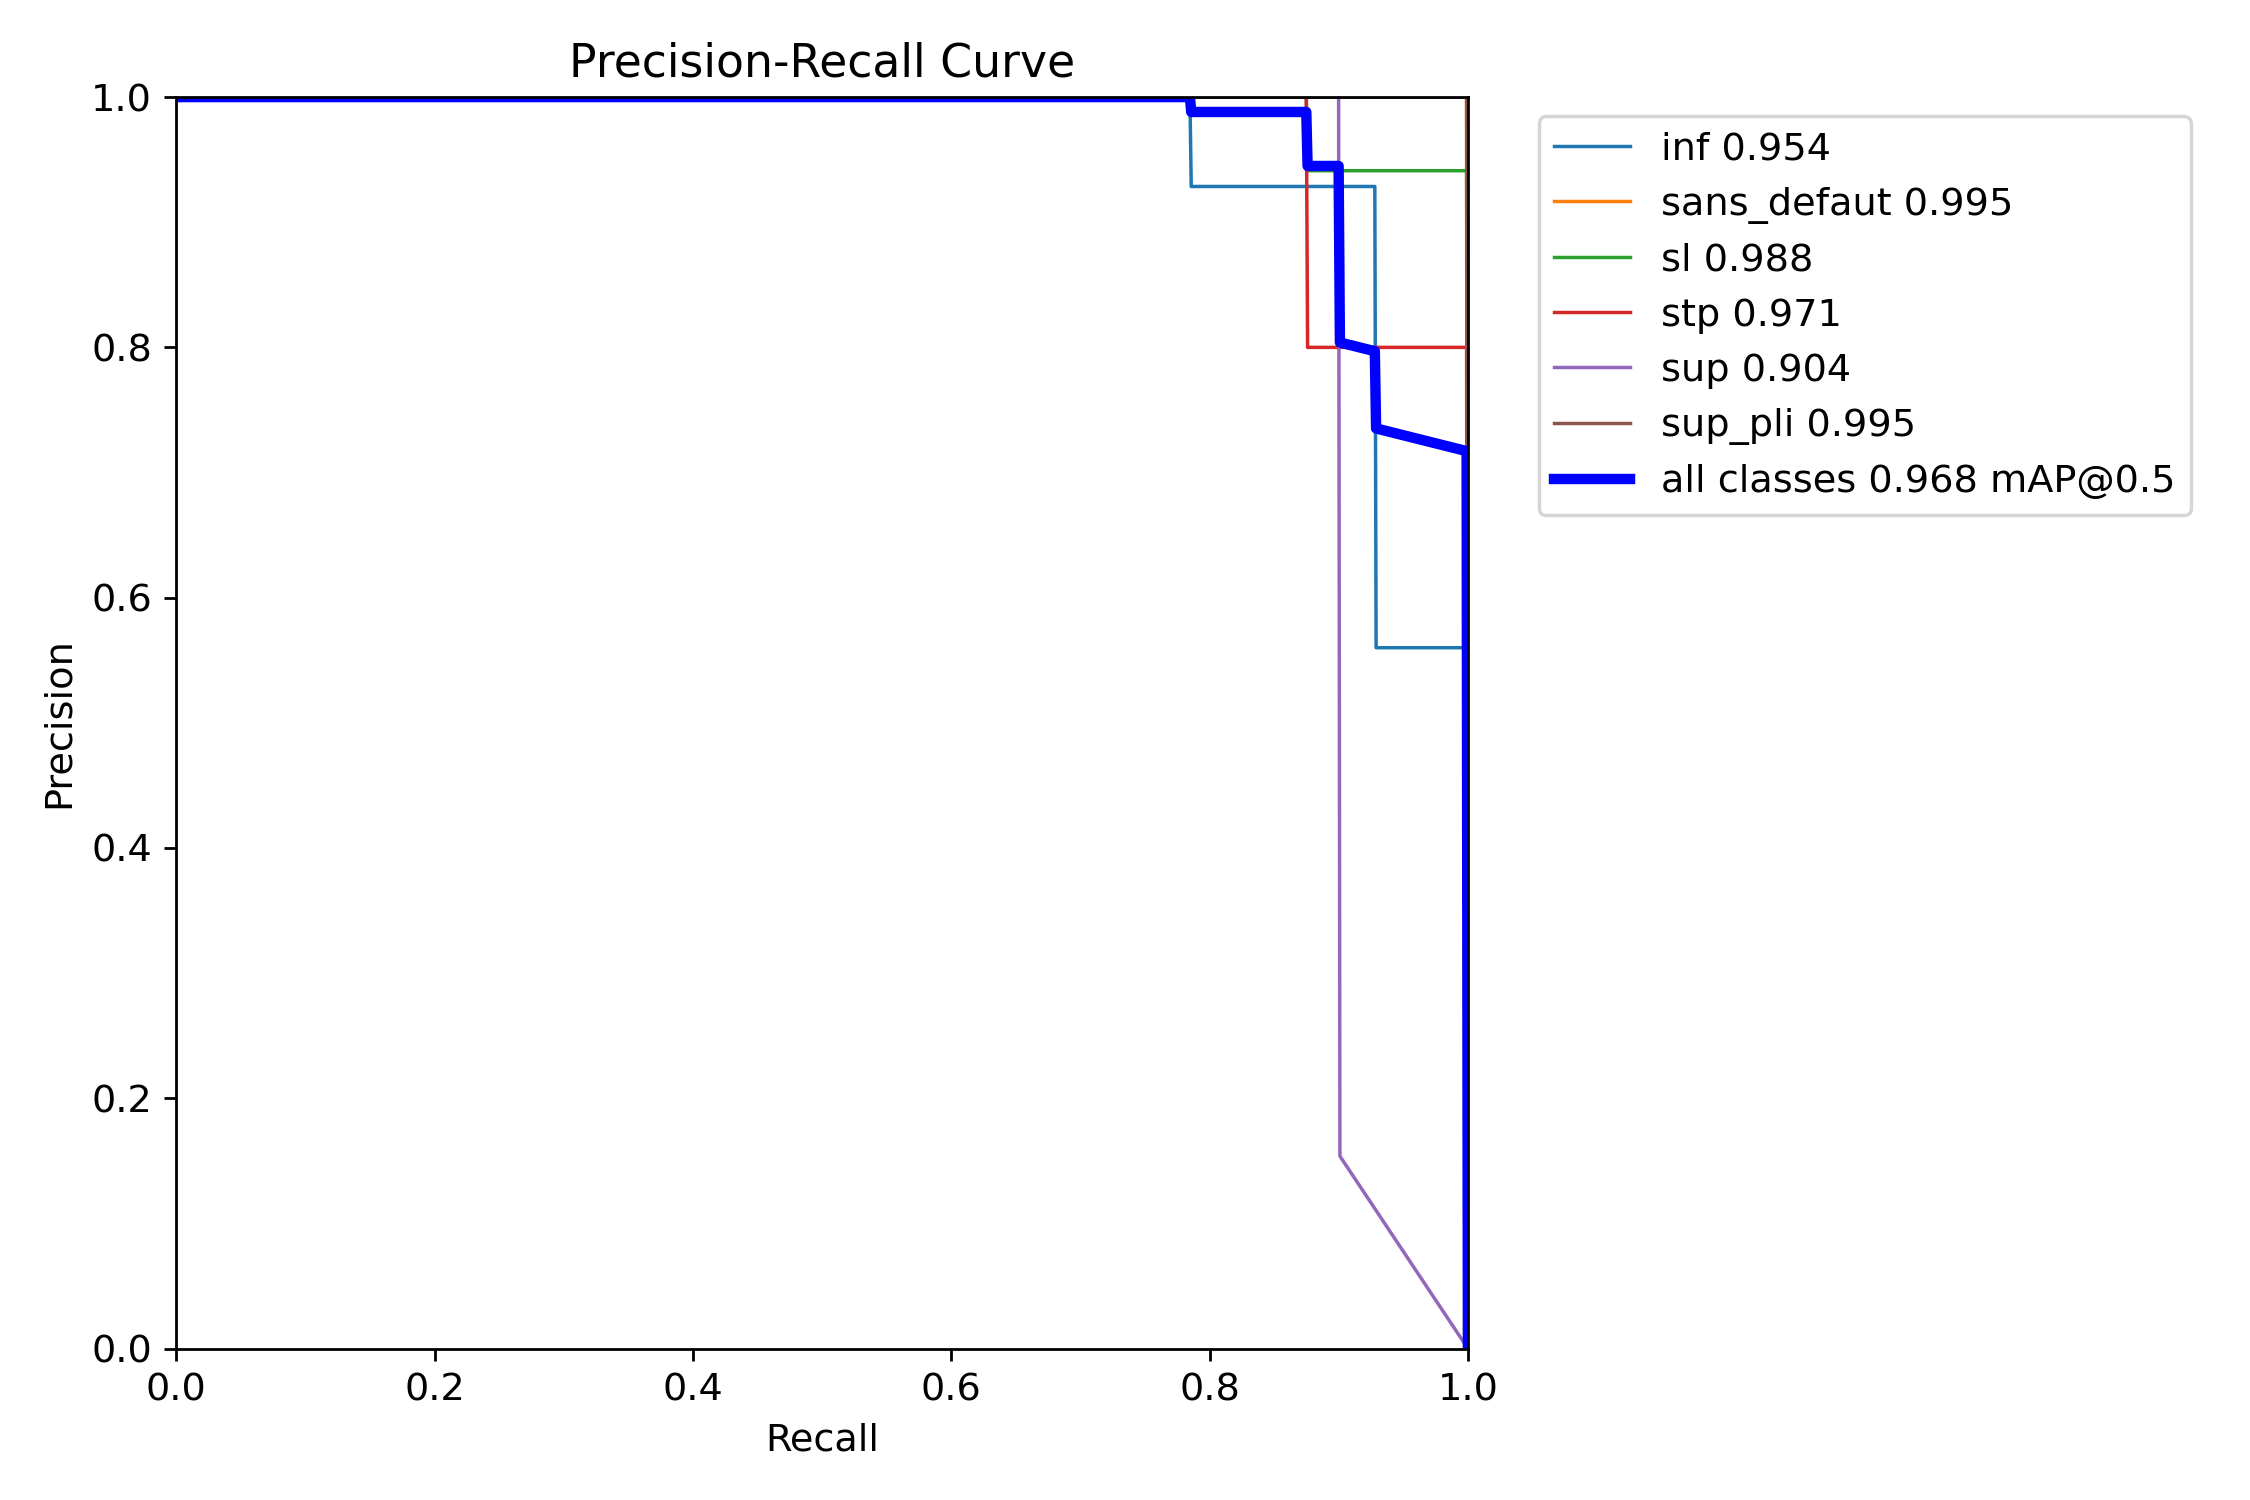 Precision-Recall Curve
1.0
0.8
0.6
0.4
0.2
0.0
Precision
0.0 0.2 0.4 0.6 0.8 1.0
Recall
inf 0.954
sans_defaut 0.995
sl 0.988
stp 0.971
sup 0.904
sup_pli 0.995
all classes 0.968 mAP@0.5